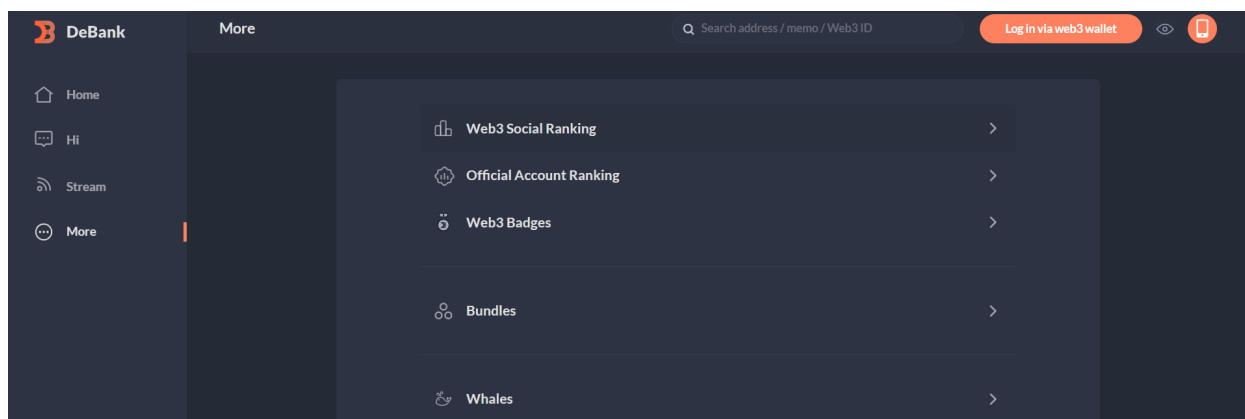 DeBank
More
Search address / memo / Web3 ID
Log in via web3 wallet
Home
Hi
Stream
More
Web3 Social Ranking
Official Account Ranking
Web3 Badges
Bundles
Whales